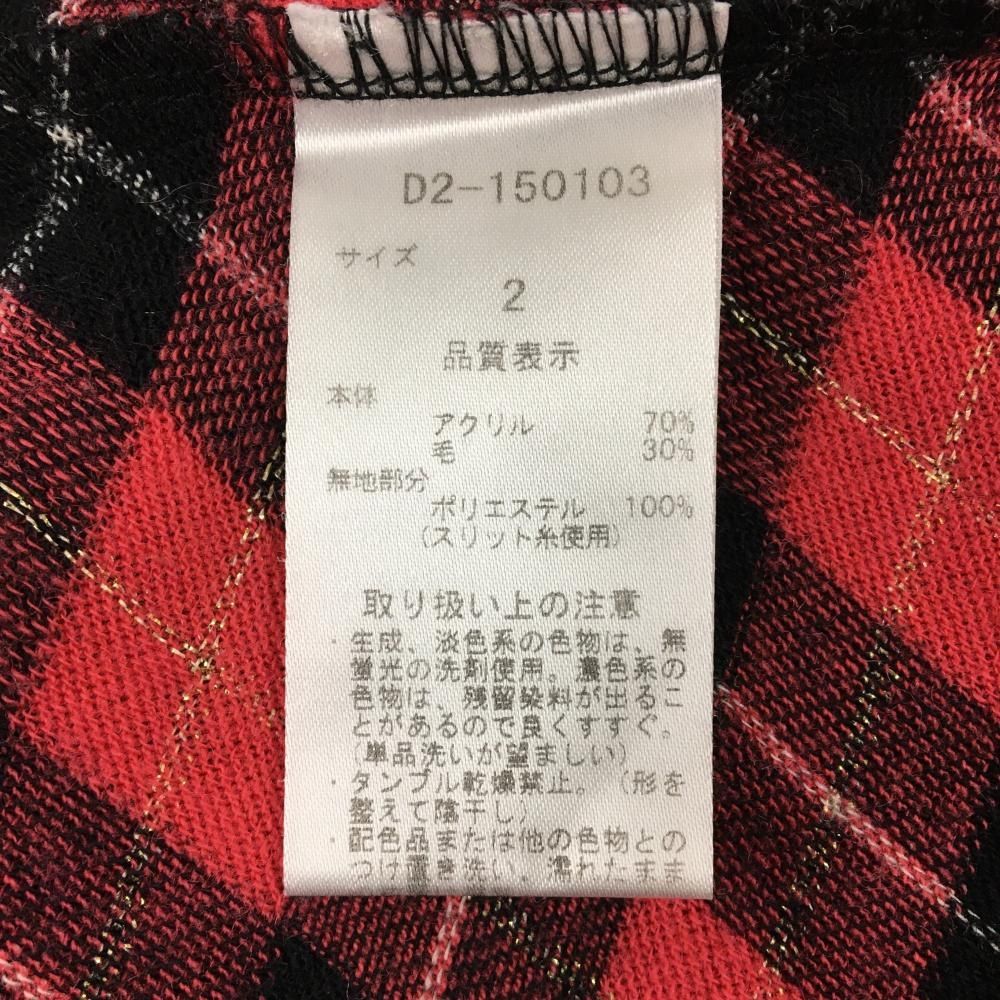 D2-150103
サイズ
2
品質表示
本体
アクリル 70%
毛 30%
無地部分
ポリエステル 100%
(スリット糸使用)
取り扱い上の注意
・生成、淡色系の色物は、無
蛍光の洗剤使用。濃色系の
色物は、残留染料が出るこ
とがあるので良くすすぐ。
(単品洗いが望ましい)
・タンブル乾燥禁止。(形を
整えて陰干し)
・配色品または他の色物との
つけ置き洗い、濡れたまま